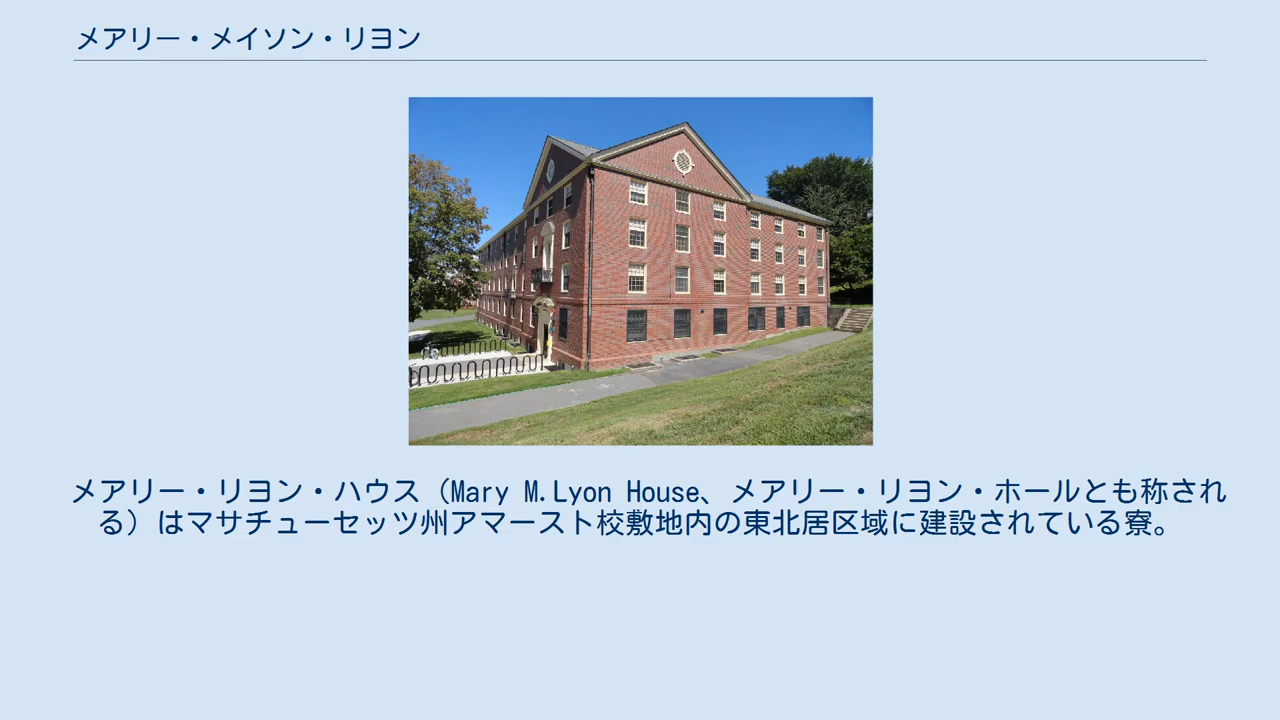 メアリー・メイソン・リヨン
メアリー・リヨン・ハウス（Mary M.Lyon House、メアリー・リヨン・ホールとも称され
る）はマサチューセッツ州アマースト校敷地内の東北居区域に建設されている寮。